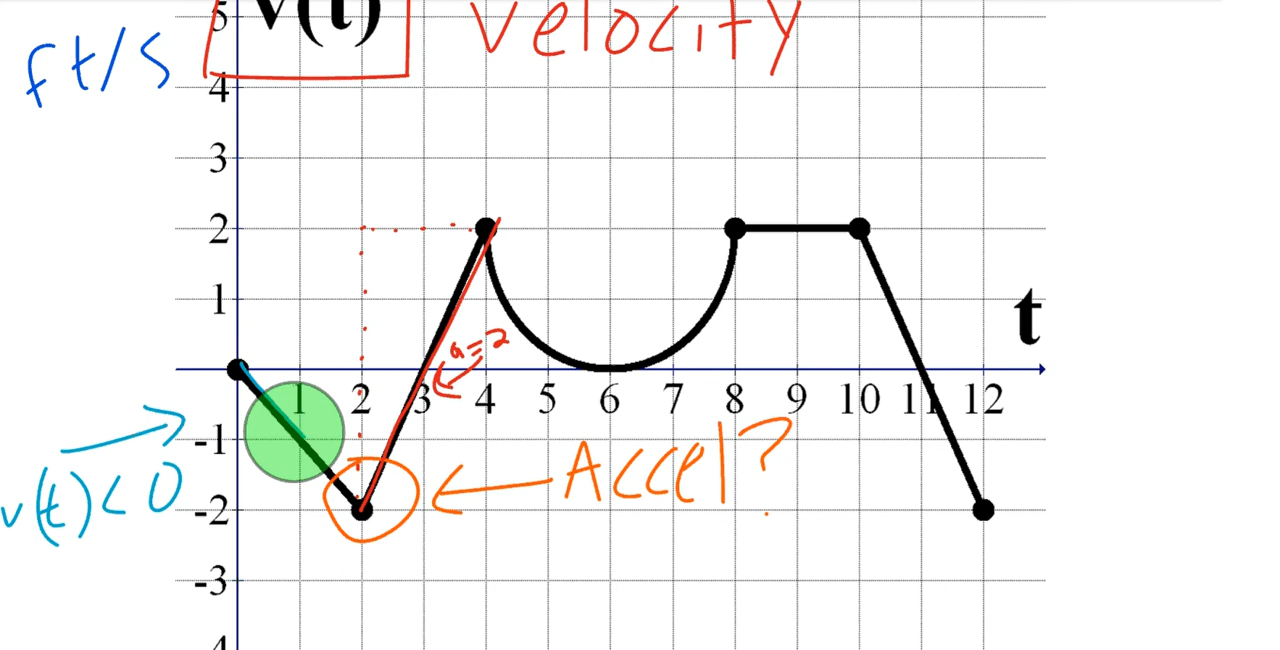 v(t) velocity
ft/s
5
4
3
2
1
a=2
t
1 2 3 4 5 6 7 8 9 10 11 12
-1
Accel?
v(t)<0
-2
-3